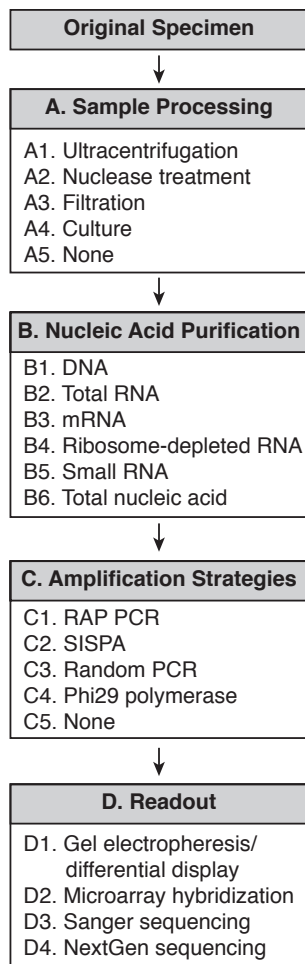 Original Specimen
A. Sample Processing
A1. Ultracentrifugation
A2. Nuclease treatment
A3. Filtration
A4. Culture
A5. None
B. Nucleic Acid Purification
B1. DNA
B2. Total RNA
B3. mRNA
B4. Ribosome-depleted RNA
B5. Small RNA
B6. Total nucleic acid
C. Amplification Strategies
C1. RAP PCR
C2. SISPA
C3. Random PCR
C4. Phi29 polymerase
C5. None
D. Readout
D1. Gel electropheresis/
differential display
D2. Microarray hybridization
D3. Sanger sequencing
D4. NextGen sequencing